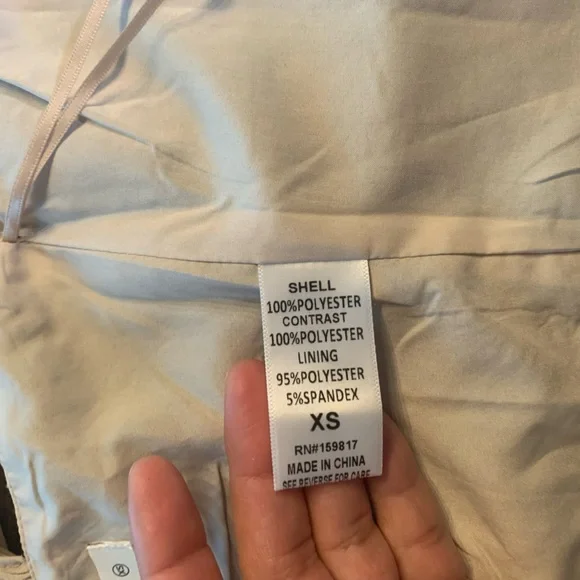 SHELL
100%POLYESTER
CONTRAST
100%POLYESTER
LINING
95%POLYESTER
5%SPANDEX
XS
RN#159817
MADE IN CHINA
SEE REVERSE FOR CARE